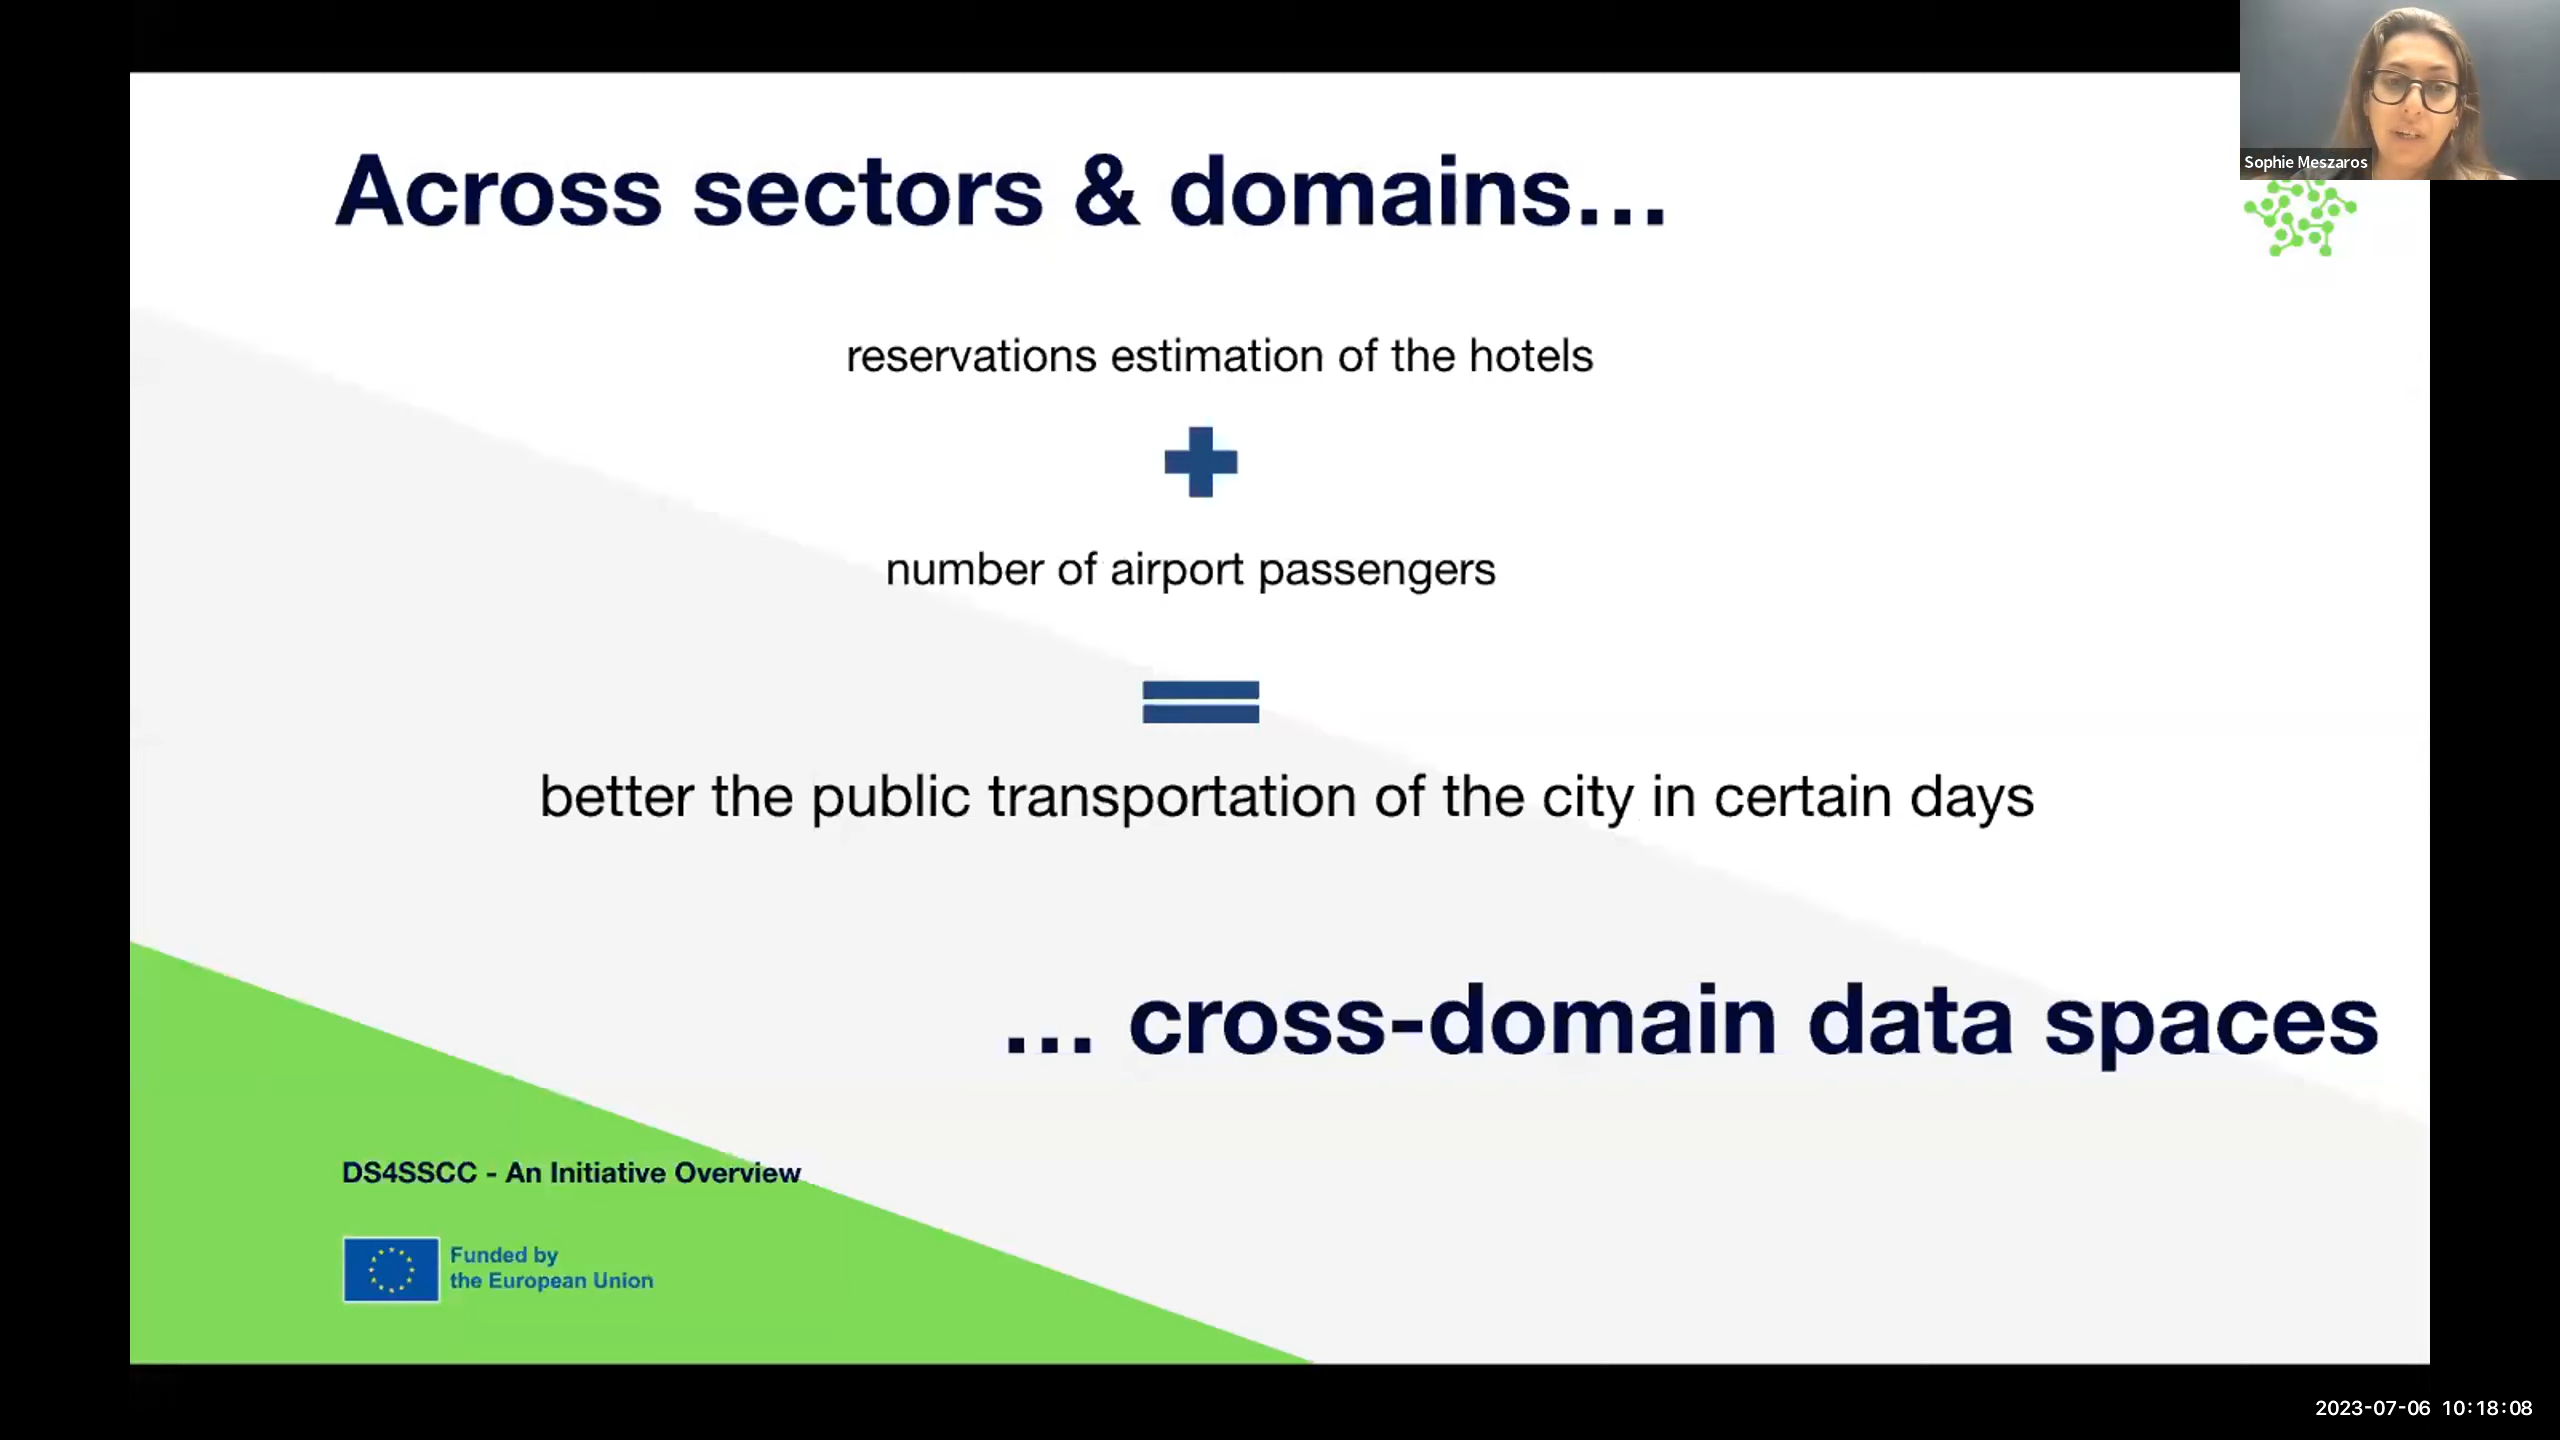 Sophie Meszaros
Across sectors & domains...
reservations estimation of the hotels
number of airport passengers
better the public transportation of the city in certain days
... cross-domain data spaces
DS4SSCC - An Initiative Overview
Funded by
the European Union
2023-07-06 10:18:08